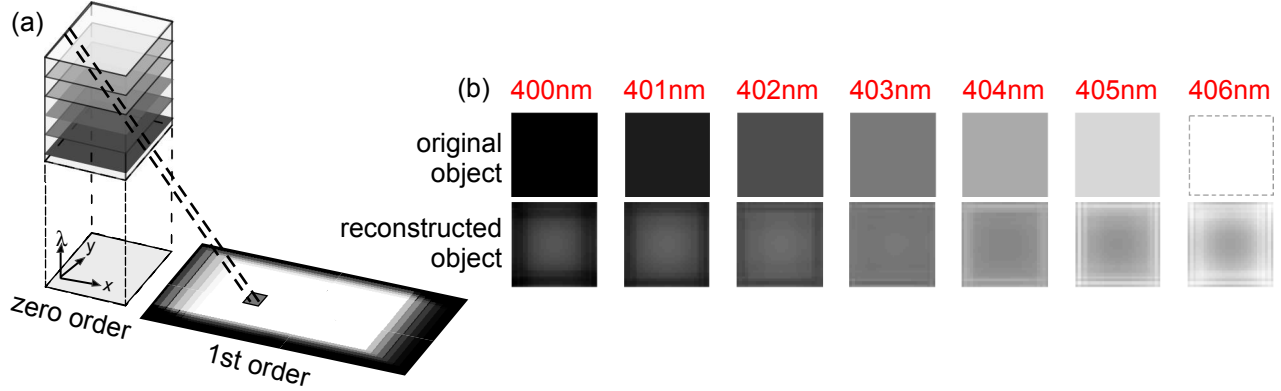 (a)
λ
y
x
zero order
1st order
(b)
400nm 401nm 402nm 403nm 404nm 405nm 406nm
original
object
reconstructed
object